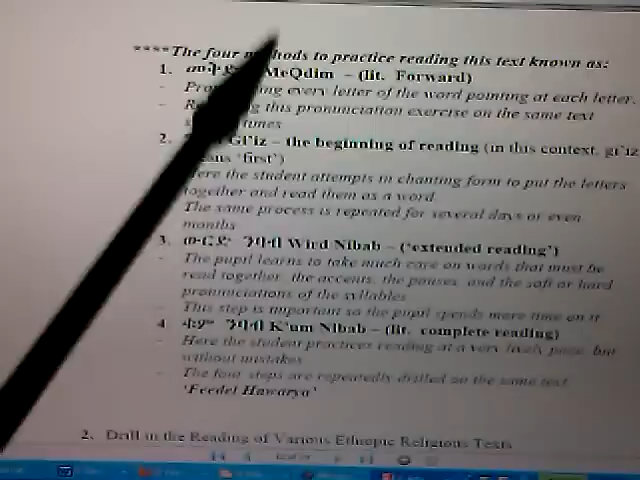 ****The four methods to practice reading this text known as:
1. MeQdim – (lit. Forward)
- every letter of the word pointing at each letter.
- this pronunciation exercise on the same text
times
2. Gi'iz – the beginning of reading (in this context, gi'iz
'first')
Here the student attempts in chanting form to put the letters
together and read them as a word
The same process is repeated for several days or even
months
3. ውርድ ንባብ Wird Nibab – ('extended reading')
- The pupil learns to take much care on words that must be
read together, the accents, the pauses, and the soft or hard
pronunciations of the syllables
- This step is important so the pupil spends more time on it
4. ቁም ንባብ K'um Nibab – (lit. complete reading)
- Here the student practices reading at a very lively pace, but
without mistakes
- The four steps are repeatedly drilled on the same text
'Feedel Hawarya'
2. Drill in the Reading of Various Ethiopic Religious Texts